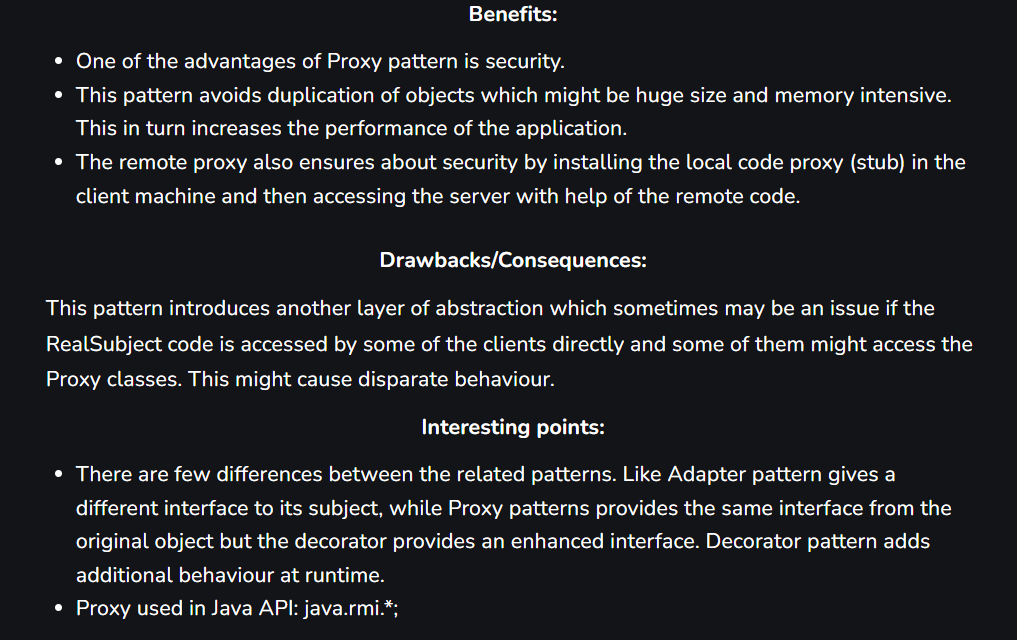 Benefits:
• One of the advantages of Proxy pattern is security.
• This pattern avoids duplication of objects which might be huge size and memory intensive.
This in turn increases the performance of the application.
• The remote proxy also ensures about security by installing the local code proxy (stub) in the
client machine and then accessing the server with help of the remote code.
Drawbacks/Consequences:
This pattern introduces another layer of abstraction which sometimes may be an issue if the
RealSubject code is accessed by some of the clients directly and some of them might access the
Proxy classes. This might cause disparate behaviour.
Interesting points:
• There are few differences between the related patterns. Like Adapter pattern gives a
different interface to its subject, while Proxy patterns provides the same interface from the
original object but the decorator provides an enhanced interface. Decorator pattern adds
additional behaviour at runtime.
• Proxy used in Java API: java.rmi.*;